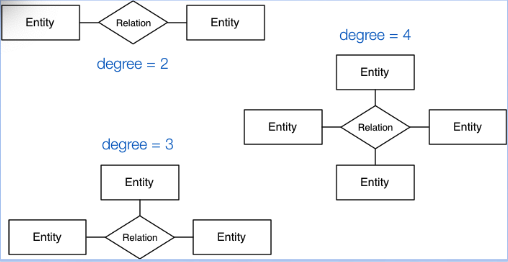 Entity Relation Entity
degree = 2
degree = 4
Entity
Entity Relation Entity
Entity
degree = 3
Entity
Entity Relation Entity